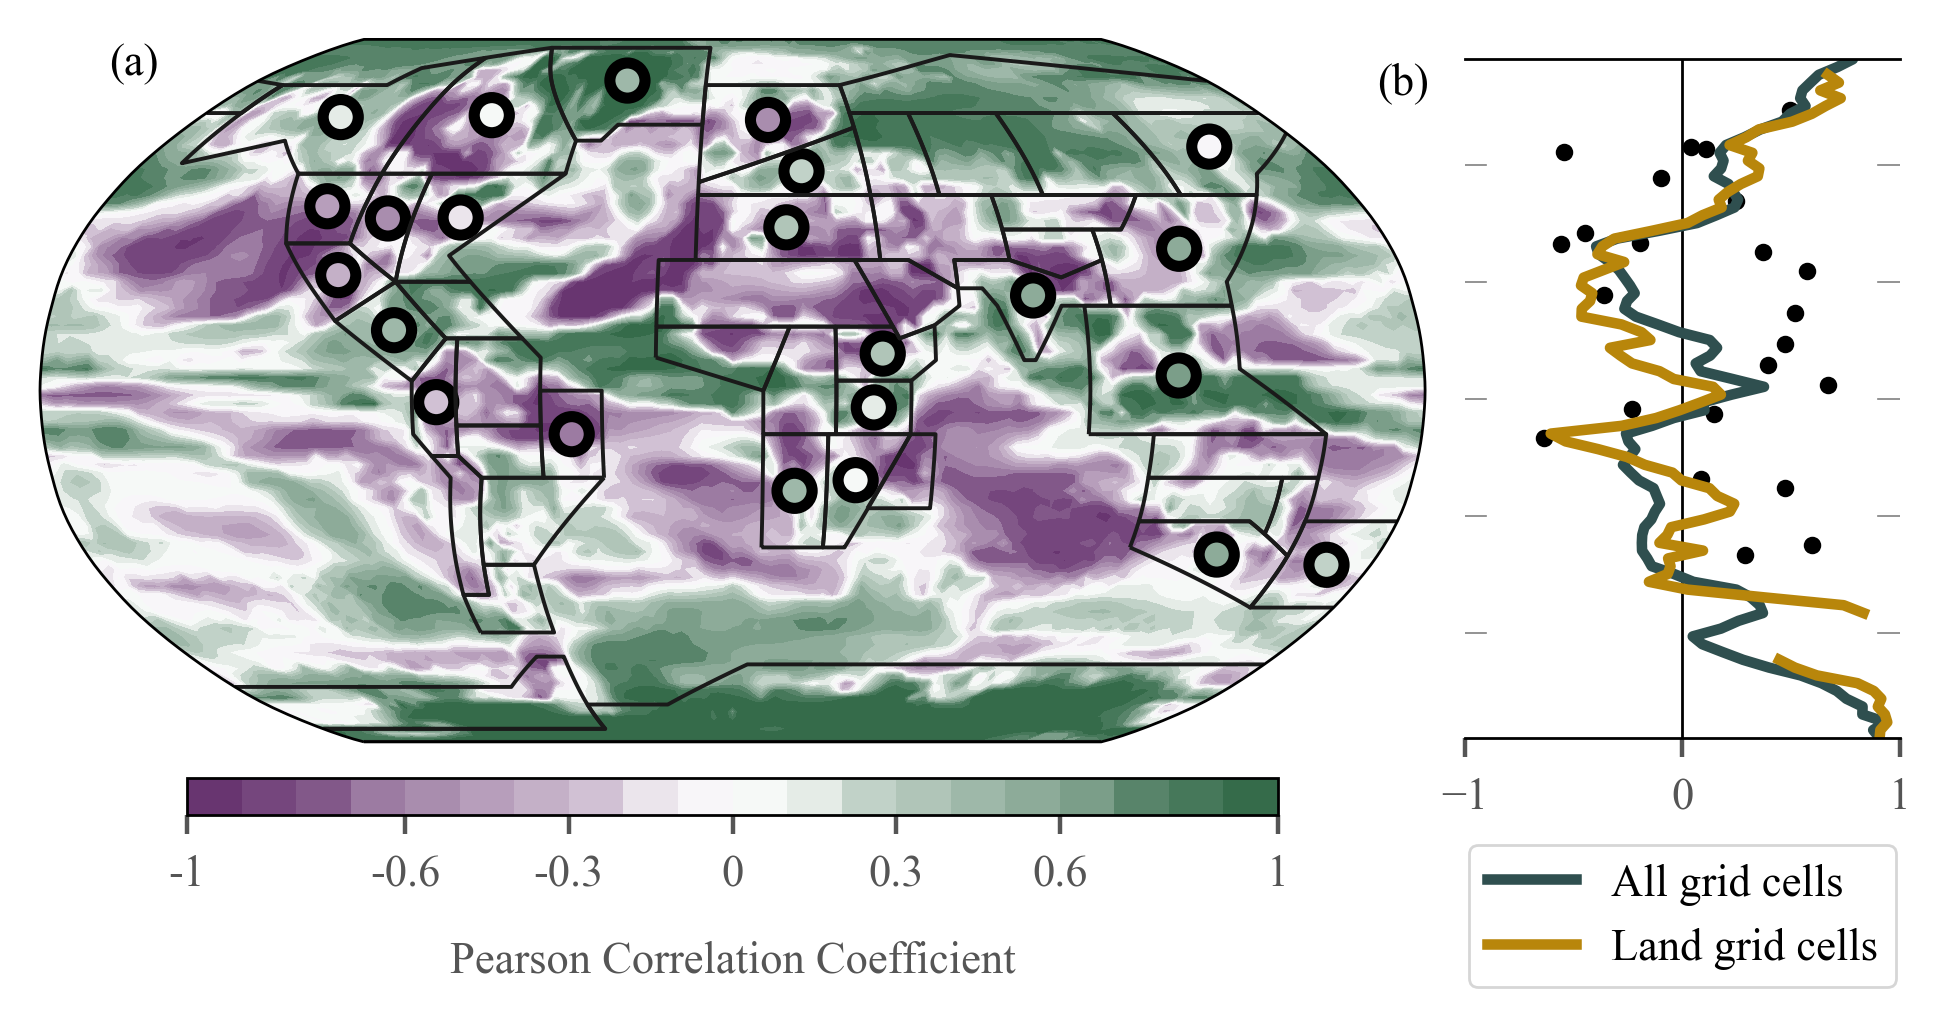 (a)
(b)
-1 -0.6 -0.3 0 0.3 0.6 1
Pearson Correlation Coefficient
−1 0 1
All grid cells
Land grid cells